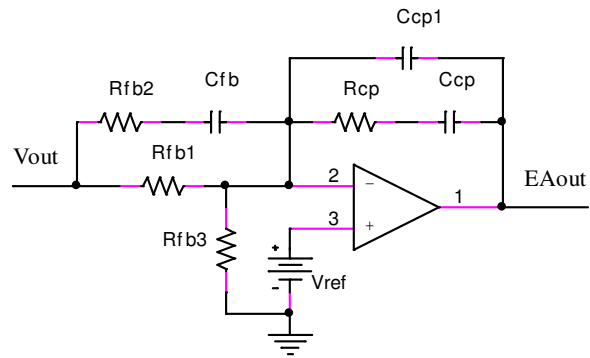 Ccp1
Rfb2
Cfb
Rcp
Ccp
Vout
Rfb1
2
−
1
EAout
3
+
Rfb3
+
-
Vref